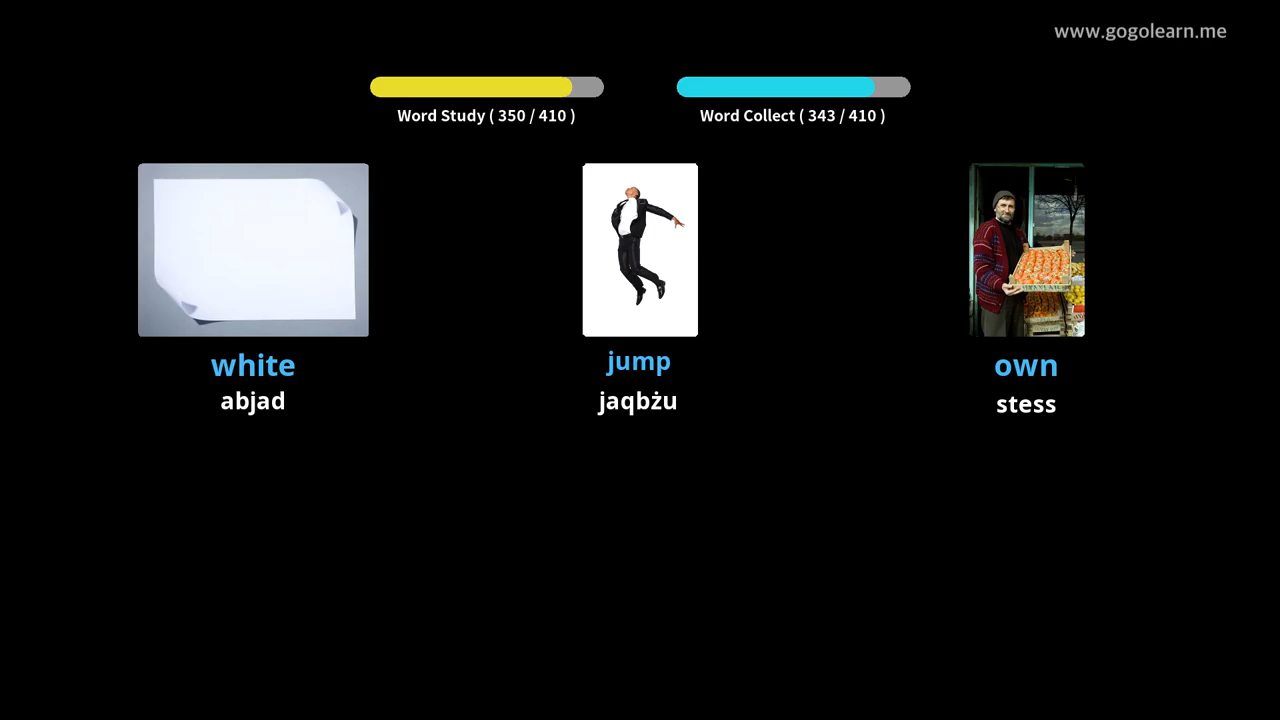 www.gogolearn.me
Word Study ( 350 / 410 )
Word Collect ( 343 / 410 )
white
abjad
jump
jaqbżu
own
stess